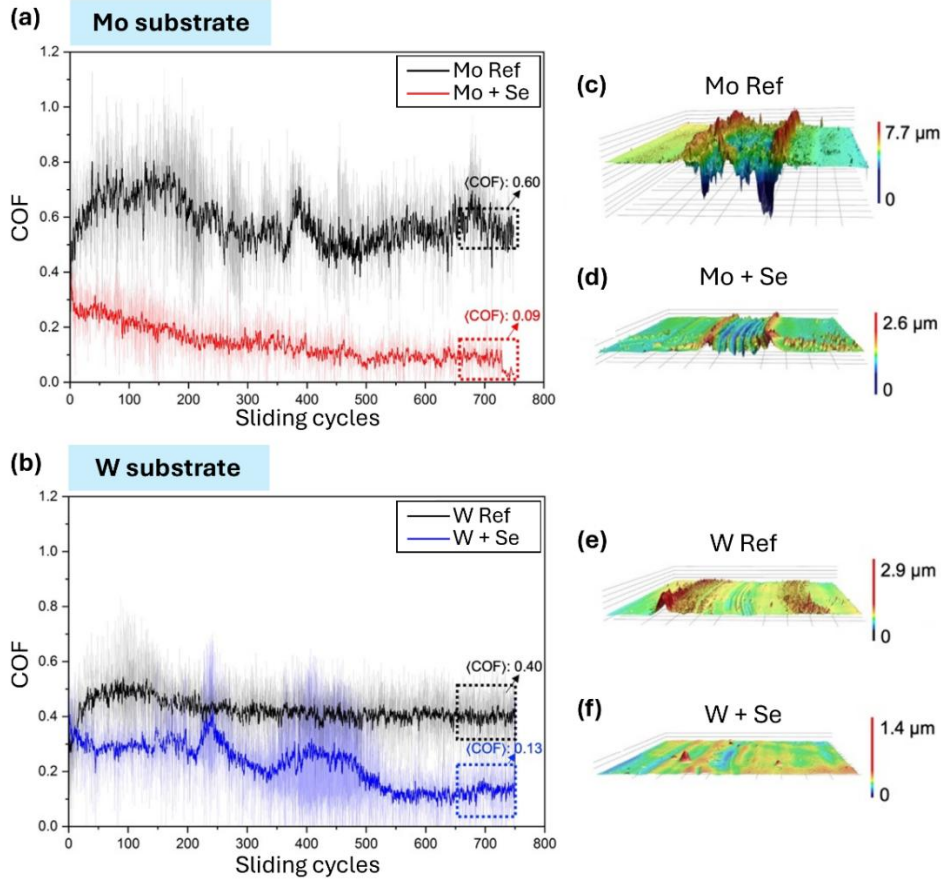 (a)
Mo substrate
1.2
1.0
0.8
0.6
0.4
0.2
0.0
COF
Mo Ref
Mo + Se
⟨COF⟩: 0.60
⟨COF⟩: 0.09
0 100 200 300 400 500 600 700 800
Sliding cycles
(c)
Mo Ref
7.7 µm
0
(d)
Mo + Se
2.6 µm
0
(b)
W substrate
1.2
1.0
0.8
0.6
0.4
0.2
0.0
COF
W Ref
W + Se
⟨COF⟩: 0.40
⟨COF⟩: 0.13
0 100 200 300 400 500 600 700 800
Sliding cycles
(e)
W Ref
2.9 µm
0
(f)
W + Se
1.4 µm
0